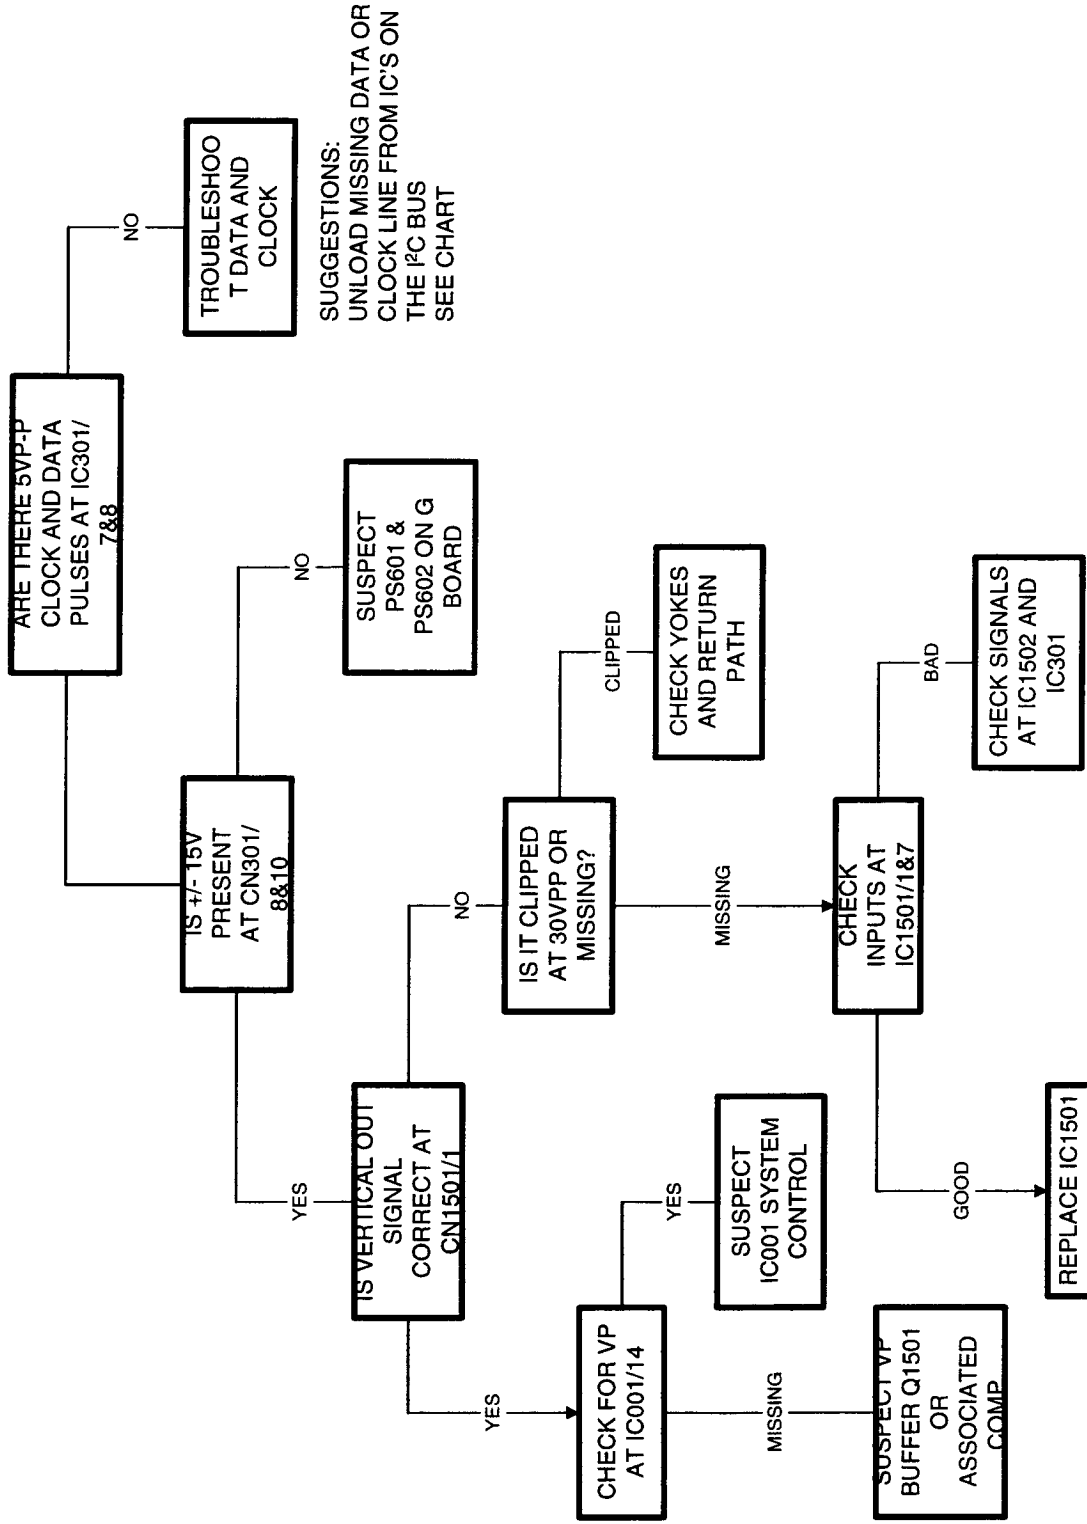 ARE THERE 5VP-P
CLOCK AND DATA
PULSES AT IC301/
7&8
NO
TROUBLESHOO
T DATA AND
CLOCK
SUGGESTIONS:
UNLOAD MISSING DATA OR
CLOCK LINE FROM IC'S ON
THE I²C BUS
SEE CHART
IS +/- 15V
PRESENT
AT CN301/
8&10
NO
SUSPECT
PS601 &
PS602 ON G
BOARD
YES
IS VERTICAL OUT
SIGNAL
CORRECT AT
CN1501/1
NO
IS IT CLIPPED
AT 30VPP OR
MISSING?
CLIPPED
CHECK YOKES
AND RETURN
PATH
YES
CHECK FOR VP
AT IC001/14
YES
SUSPECT
IC001 SYSTEM
CONTROL
MISSING
SUSPECT VP
BUFFER Q1501
OR
ASSOCIATED
COMP
MISSING
CHECK
INPUTS AT
IC1501/1&7
BAD
CHECK SIGNALS
AT IC1502 AND
IC301
GOOD
REPLACE IC1501